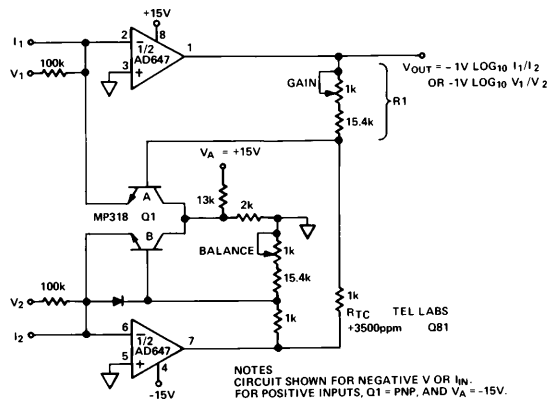 +15V
I1
2
8
1
1/2
AD647
3
100k
V1
VOUT = – 1V LOG10 I1/I2
OR -1V LOG10 V1/V2
GAIN
1k
R1
15.4k
VA = +15V
A
13k
2k
MP318 Q1
B
BALANCE
1k
15.4k
100k
V2
1k
1k
RTC
+3500ppm
TEL LABS
Q81
I2
6
1/2
AD647
7
5
4
-15V
NOTES
CIRCUIT SHOWN FOR NEGATIVE V OR IIN.
FOR POSITIVE INPUTS, Q1 = PNP, AND VA = -15V.